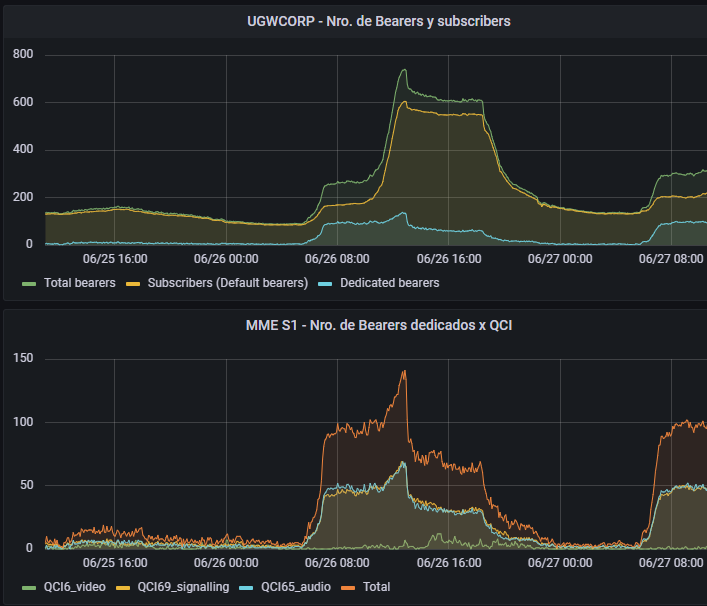 UGWCORP - Nro. de Bearers y subscribers
800
600
400
200
0
06/25 16:00 06/26 00:00 06/26 08:00 06/26 16:00 06/27 00:00 06/27 08:00
Total bearers Subscribers (Default bearers) Dedicated bearers
MME S1 - Nro. de Bearers dedicados x QCI
150
100
50
0
06/25 16:00 06/26 00:00 06/26 08:00 06/26 16:00 06/27 00:00 06/27 08:00
QCI6_video QCI69_signalling QCI65_audio Total